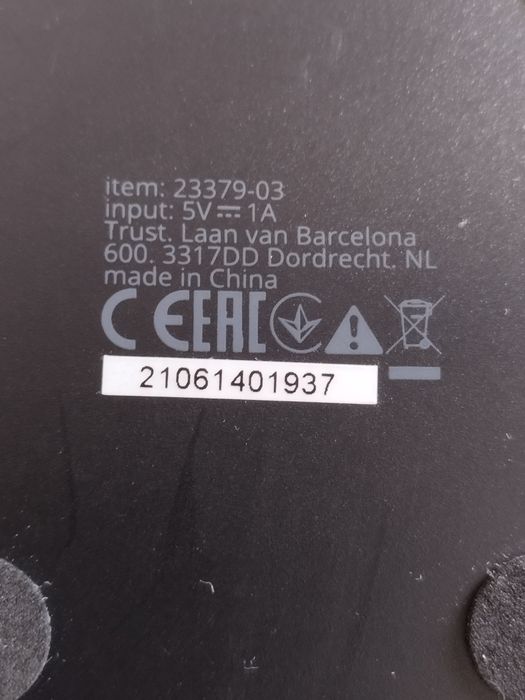 item: 23379-03
input: 5V⎓1A
Trust. Laan van Barcelona
600. 3317DD Dordrecht. NL
made in China
CE EAC
21061401937